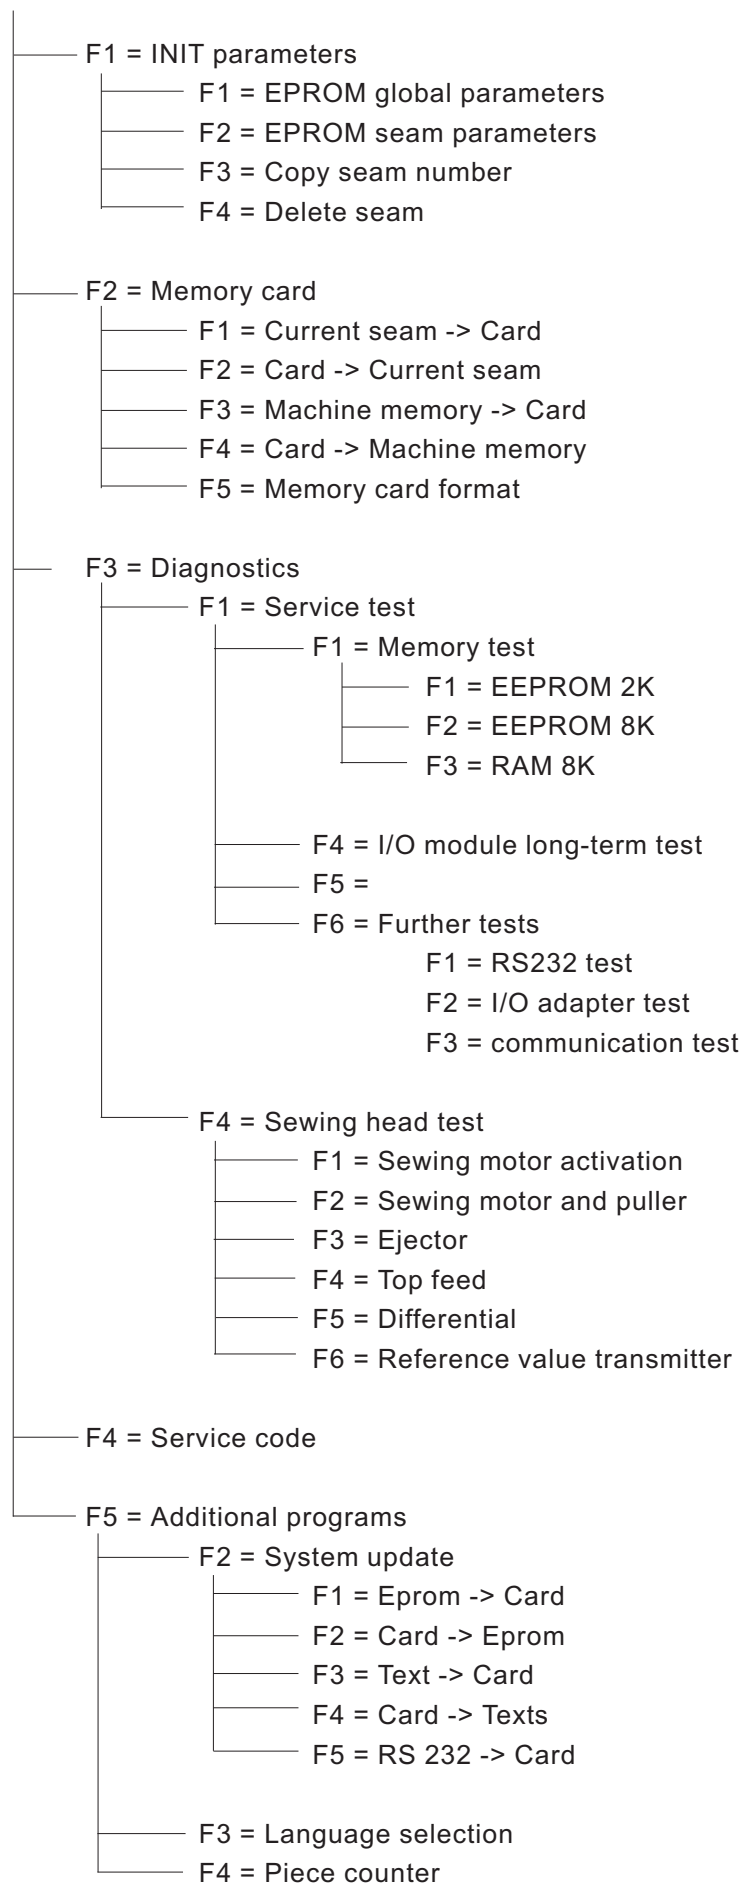 F1 = INIT parameters
F1 = EPROM global parameters
F2 = EPROM seam parameters
F3 = Copy seam number
F4 = Delete seam
F2 = Memory card
F1 = Current seam -> Card
F2 = Card -> Current seam
F3 = Machine memory -> Card
F4 = Card -> Machine memory
F5 = Memory card format
F3 = Diagnostics
F1 = Service test
F1 = Memory test
F1 = EEPROM 2K
F2 = EEPROM 8K
F3 = RAM 8K
F4 = I/O module long-term test
F5 =
F6 = Further tests
F1 = RS232 test
F2 = I/O adapter test
F3 = communication test
F4 = Sewing head test
F1 = Sewing motor activation
F2 = Sewing motor and puller
F3 = Ejector
F4 = Top feed
F5 = Differential
F6 = Reference value transmitter
F4 = Service code
F5 = Additional programs
F2 = System update
F1 = Eprom -> Card
F2 = Card -> Eprom
F3 = Text -> Card
F4 = Card -> Texts
F5 = RS 232 -> Card
F3 = Language selection
F4 = Piece counter